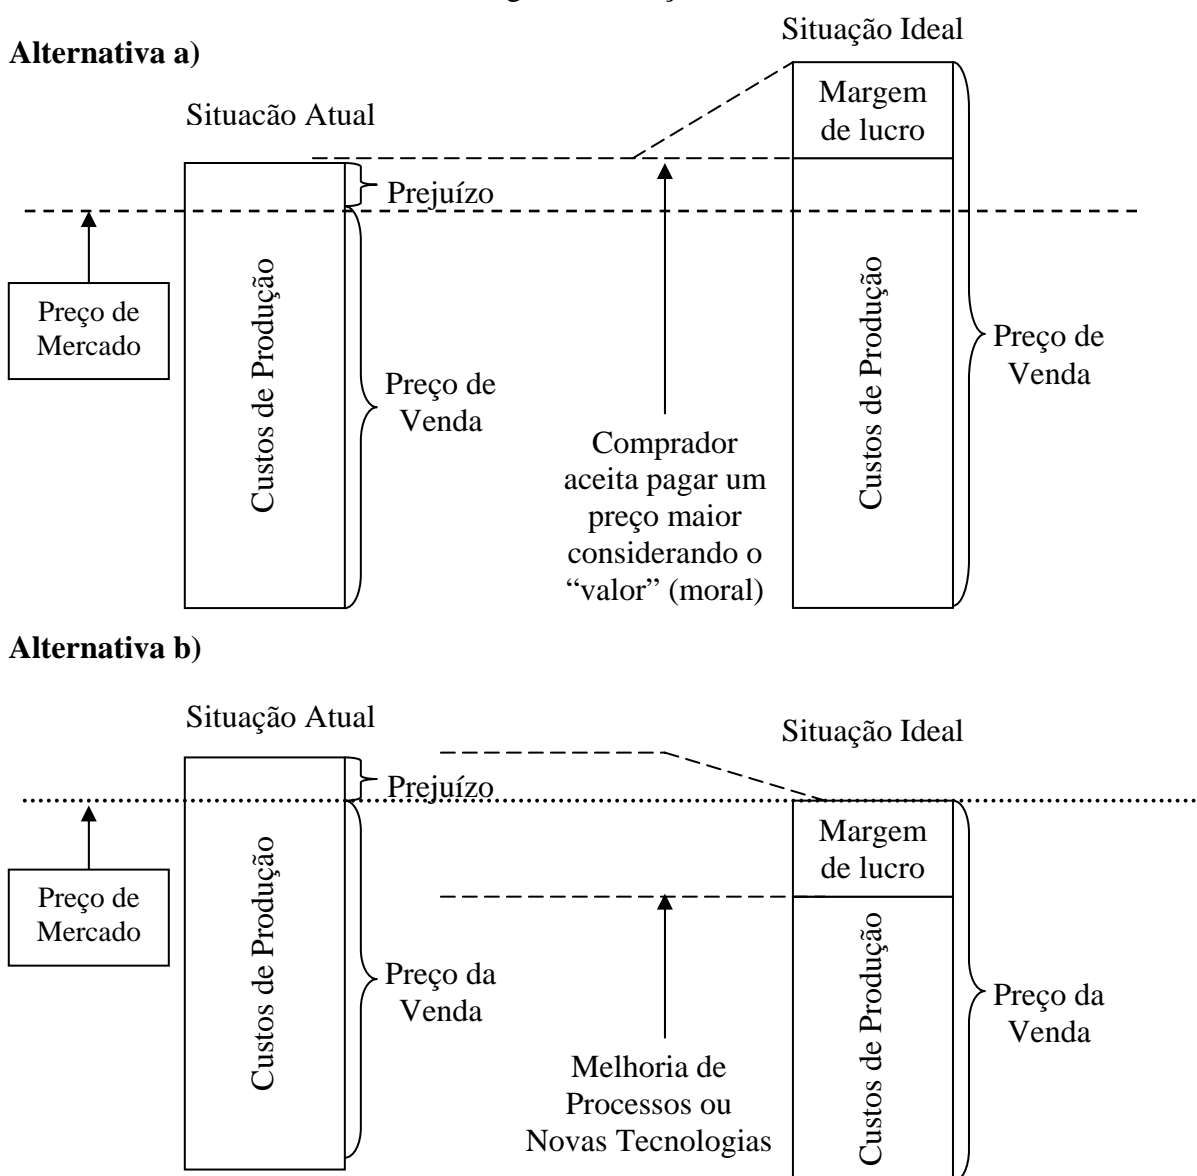 Situação Ideal
Alternativa a)
Margem
de lucro
Situacão Atual
Prejuízo
Preço de
Mercado
Custos de Produção
Preço de
Venda
Comprador
aceita pagar um
preço maior
considerando o
“valor” (moral)
Custos de Produção
Preço de
Venda
Alternativa b)
Situação Atual
Situação Ideal
Prejuízo
Margem
de lucro
Preço de
Mercado
Custos de Produção
Preço da
Venda
Melhoria de
Processos ou
Novas Tecnologias
Custos de Produção
Preço da
Venda